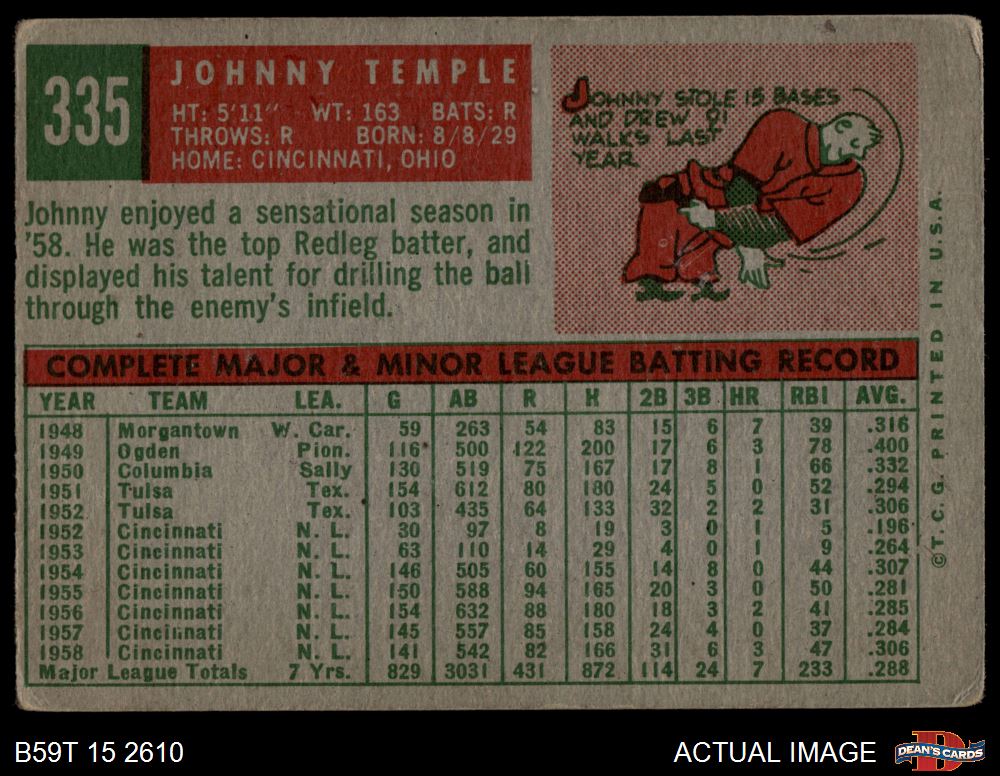 335
JOHNNY TEMPLE
HT: 5'11" WT: 163 BATS: R
THROWS: R BORN: 8/8/29
HOME: CINCINNATI, OHIO
JOHNNY STOLE 15 BASES
AND DREW 91
WALKS LAST
YEAR
Johnny enjoyed a sensational season in
'58. He was the top Redleg batter, and
displayed his talent for drilling the ball
through the enemy's infield.
COMPLETE MAJOR & MINOR LEAGUE BATTING RECORD
YEAR TEAM LEA. G AB R H 2B 3B HR RBI AVG.
1948 Morgantown W. Car. 59 263 54 83 15 6 7 39 .316
1949 Ogden Pion. 116 500 122 200 17 6 3 78 .400
1950 Columbia Sally 130 519 75 167 17 8 1 66 .332
1951 Tulsa Tex. 154 612 80 180 24 5 0 52 .294
1952 Tulsa Tex. 103 435 64 133 32 2 2 31 .306
1952 Cincinnati N. L. 30 97 8 19 3 0 1 5 .196
1953 Cincinnati N. L. 63 110 14 29 4 0 1 9 .264
1954 Cincinnati N. L. 146 505 60 155 14 8 0 44 .307
1955 Cincinnati N. L. 150 588 94 165 20 3 0 50 .281
1956 Cincinnati N. L. 154 632 88 180 18 3 2 41 .285
1957 Cincinnati N. L. 145 557 85 158 24 4 0 37 .284
1958 Cincinnati N. L. 141 542 82 166 31 6 3 47 .306
Major League Totals 7 Yrs. 829 3031 431 872 114 24 7 233 .288
©T. C. G. PRINTED IN U.S.A.
B59T 15 2610
ACTUAL IMAGE
DEAN'S CARDS